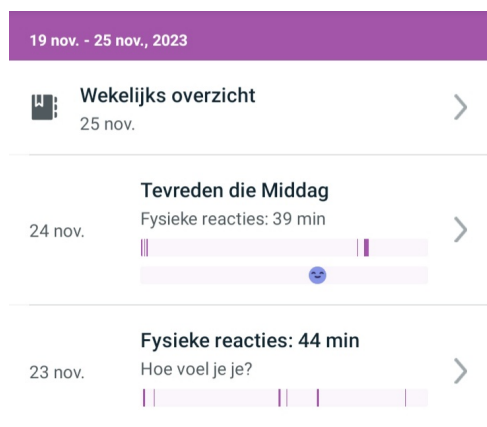 19 nov. - 25 nov., 2023
Wekelijks overzicht
25 nov.
Tevreden die Middag
Fysieke reacties: 39 min
24 nov.
Fysieke reacties: 44 min
Hoe voel je je?
23 nov.